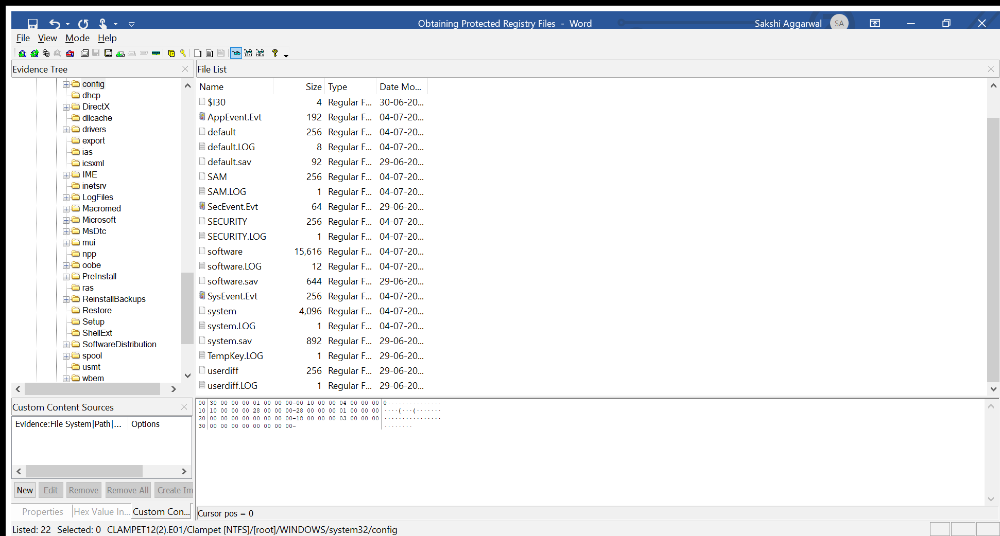 Obtaining Protected Registry Files - Word
Sakshi Aggarwal
SA
File View Mode Help
Evidence Tree
config
dhcp
DirectX
dllcache
drivers
export
ias
icsxml
IME
inetsrv
LogFiles
Macromed
Microsoft
MsDtc
mui
npp
oobe
PreInstall
ras
ReinstallBackups
Restore
Setup
ShellExt
SoftwareDistribution
spool
usmt
wbem
File List
Name Size Type Date Mo...
$I30 4 Regular F... 30-06-20...
AppEvent.Evt 192 Regular F... 04-07-20...
default 256 Regular F... 04-07-20...
default.LOG 8 Regular F... 04-07-20...
default.sav 92 Regular F... 29-06-20...
SAM 256 Regular F... 04-07-20...
SAM.LOG 1 Regular F... 04-07-20...
SecEvent.Evt 64 Regular F... 29-06-20...
SECURITY 256 Regular F... 04-07-20...
SECURITY.LOG 1 Regular F... 04-07-20...
software 15,616 Regular F... 04-07-20...
software.LOG 12 Regular F... 04-07-20...
software.sav 644 Regular F... 29-06-20...
SysEvent.Evt 256 Regular F... 04-07-20...
system 4,096 Regular F... 04-07-20...
system.LOG 1 Regular F... 04-07-20...
system.sav 892 Regular F... 29-06-20...
TempKey.LOG 1 Regular F... 29-06-20...
userdiff 256 Regular F... 29-06-20...
userdiff.LOG 1 Regular F... 29-06-20...
Custom Content Sources
Evidence:File System|Path|... Options
New Edit Remove Remove All Create Im
Properties Hex Value In... Custom Con...
00 30 00 00 00 01 00 00 00-00 10 00 00 04 00 00 00 0···············
10 10 00 00 00 28 00 00 00-28 00 00 00 01 00 00 00 ····(···(·······
20 00 00 00 00 00 00 00 00-18 00 00 00 03 00 00 00 ················
30 00 00 00 00 00 00 00 00- ········
Cursor pos = 0
Listed: 22 Selected: 0 CLAMPET12(2).E01/Clampet [NTFS]/[root]/WINDOWS/system32/config